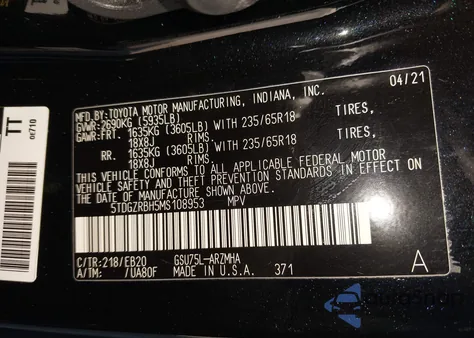 MFD.BY:TOYOTA MOTOR MANUFACTURING, INDIANA, INC. 04/21
GVWR:2690KG (5935LB)
GAWR:FR. 1635KG (3605LB) WITH 235/65R18 TIRES,
18X8J RIMS
RR. 1635KG (3605LB) WITH 235/65R18 TIRES,
18X8J RIMS
THIS VEHICLE CONFORMS TO ALL APPLICABLE FEDERAL MOTOR
VEHICLE SAFETY AND THEFT PREVENTION STANDARDS IN EFFECT ON
THE DATE OF MANUFACTURE SHOWN ABOVE.
5TDGZRBH5MS108953 MPV
C/TR:218/EB20 GSU75L-ARZMHA
A/TM: /UA80F MADE IN U.S.A. 371 A
TT
or710